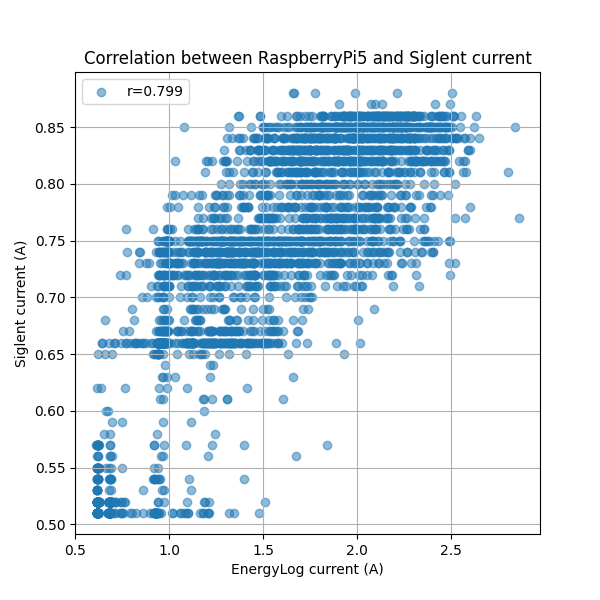 Correlation between RaspberryPi5 and Siglent current
r=0.799
Siglent current (A)
0.85
0.80
0.75
0.70
0.65
0.60
0.55
0.50
0.5 1.0 1.5 2.0 2.5
EnergyLog current (A)